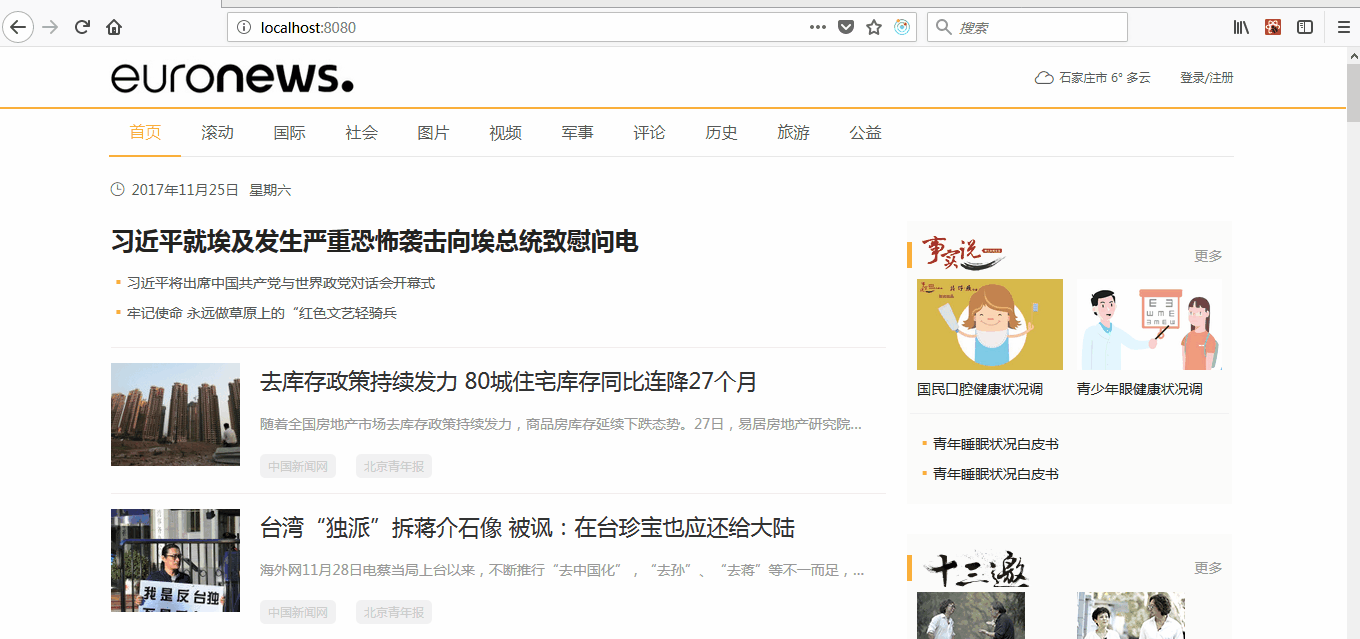 localhost:8080
搜索
euronews.
石家庄市 6° 多云
登录/注册
首页 滚动 国际 社会 图片 视频 军事 评论 历史 旅游 公益
2017年11月25日 星期六
习近平就埃及发生严重恐怖袭击向埃总统致慰问电
习近平将出席中国共产党与世界政党对话会开幕式
牢记使命 永远做草原上的“红色文艺轻骑兵
去库存政策持续发力 80城住宅库存同比连降27个月
随着全国房地产市场去库存政策持续发力，商品房库存延续下跌态势。27日，易居房地产研究院...
中国新闻网 北京青年报
台湾“独派”拆蒋介石像 被讽：在台珍宝也应还给大陆
海外网11月28日电蔡当局上台以来，不断推行“去中国化”，“去孙”、“去蒋”等不一而足，...
中国新闻网 北京青年报
我是反台独
事实说
更多
国民口腔健康状况调
青少年眼健康状况调
青年睡眠状况白皮书
青年睡眠状况白皮书
十三邀
更多